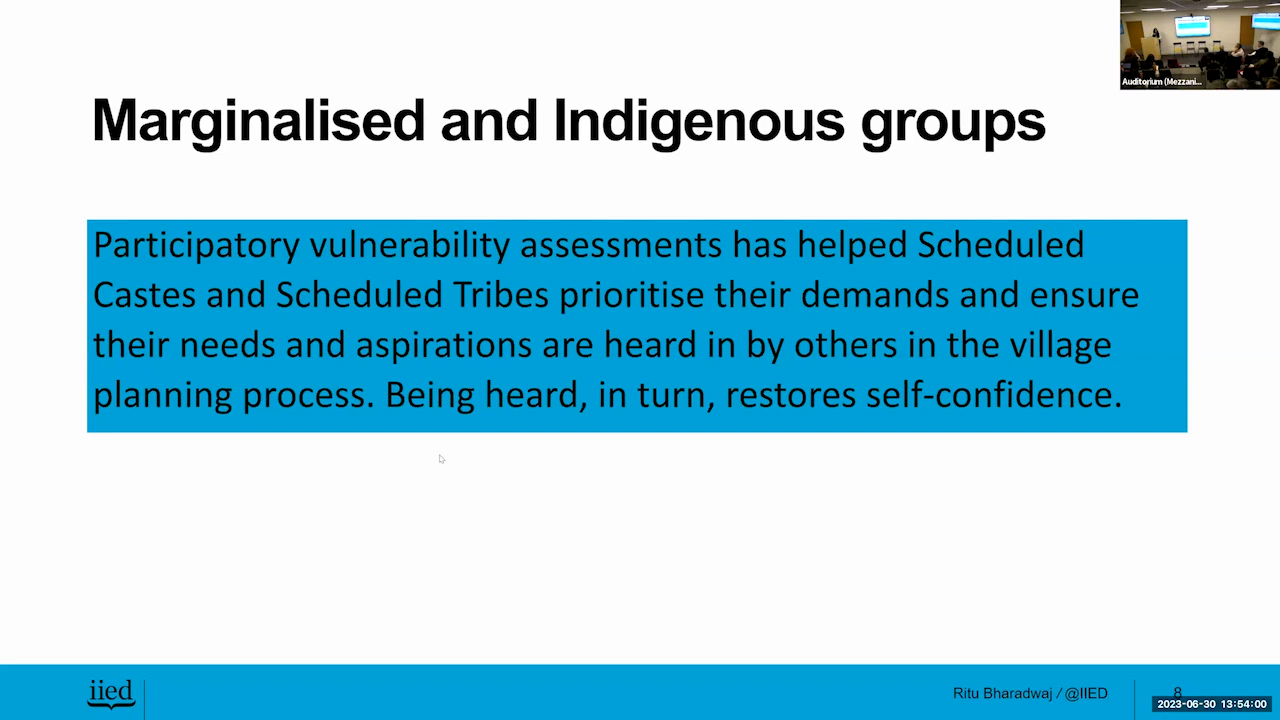 Auditorium (Mezzani...
Marginalised and Indigenous groups
Participatory vulnerability assessments has helped Scheduled
Castes and Scheduled Tribes prioritise their demands and ensure
their needs and aspirations are heard in by others in the village
planning process. Being heard, in turn, restores self-confidence.
iied
Ritu Bharadwaj / @IIED
8
2023-06-30 13:54:00